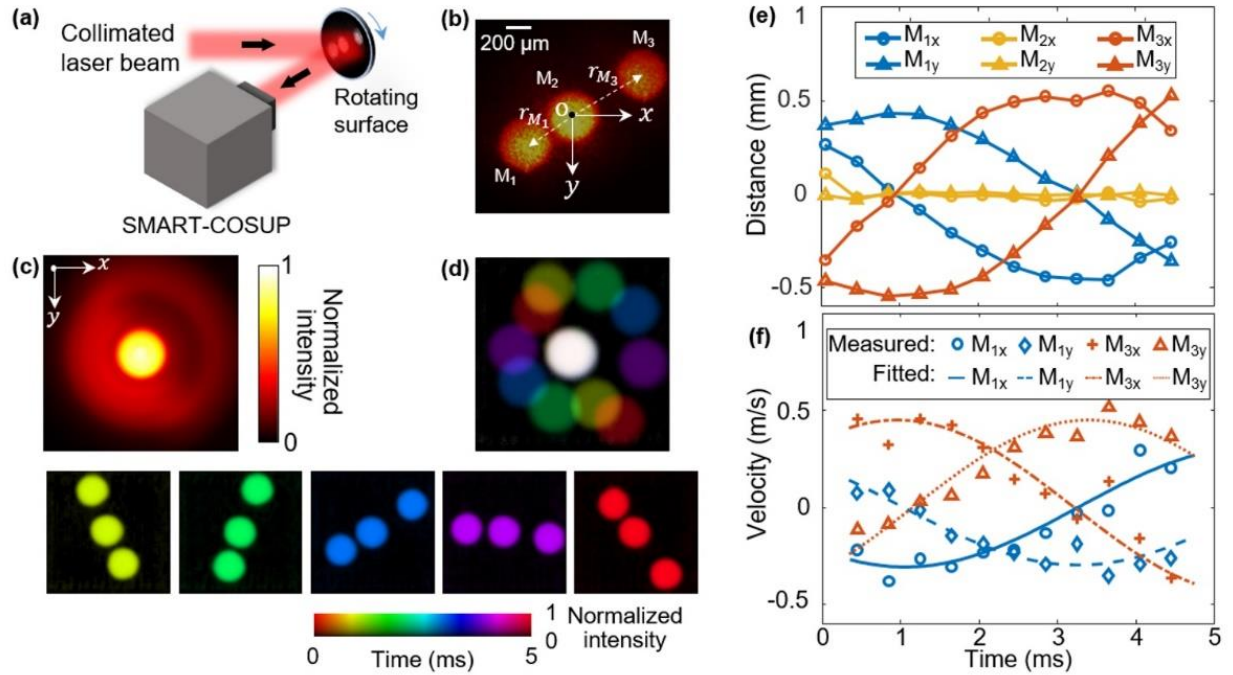 (a)
Collimated
laser beam
Rotating
surface
SMART-COSUP
(b)
200 µm
M3
M2
rM3
O
x
rM1
M1
y
(c)
x
y
1
Normalized
intensity
0
(d)
0
5
Time (ms)
1
0
Normalized
intensity
(e)
M1x M2x M3x
M1y M2y M3y
1
0.5
0
-0.5
Distance (mm)
(f)
Measured: M1x M1y M3x M3y
Fitted: M1x M1y M3x M3y
1
0.5
0
-0.5
Velocity (m/s)
0 1 2 3 4 5
Time (ms)